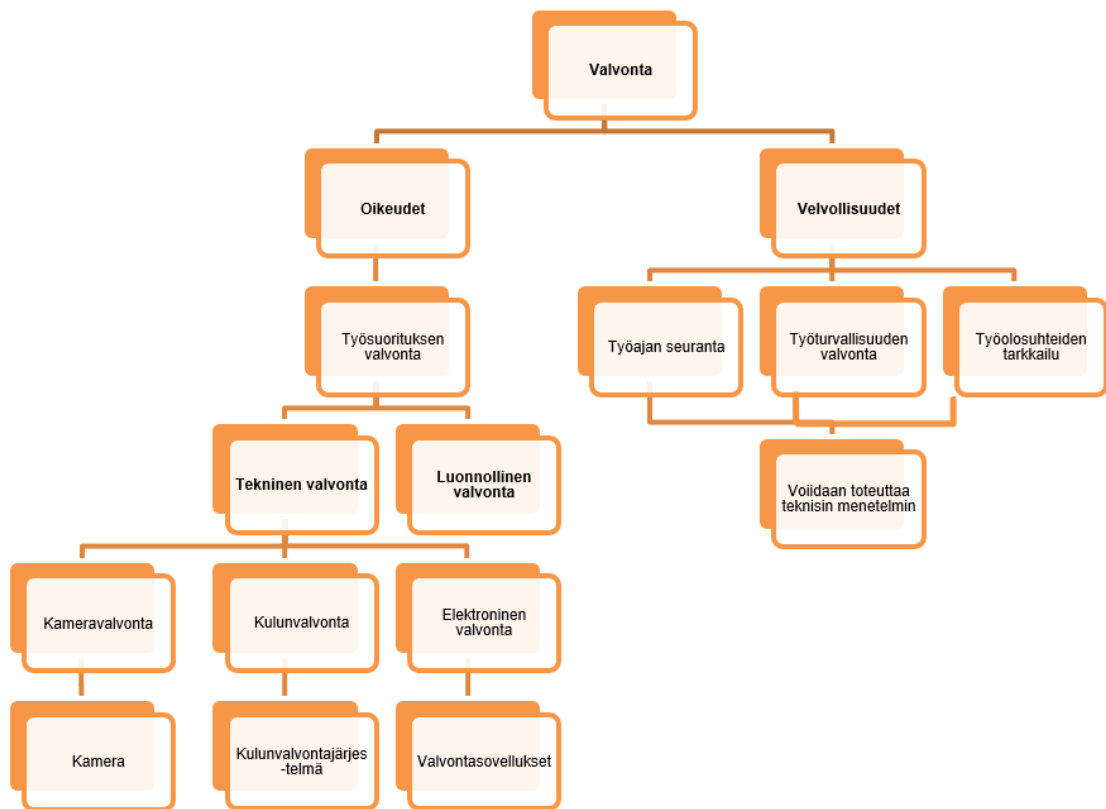 Valvonta
Oikeudet
Velvollisuudet
Työsuorituksen
valvonta
Työajan seuranta
Työturvallisuuden
valvonta
Työolosuhteiden
tarkkailu
Tekninen valvonta
Luonnollinen
valvonta
Voiidaan toteuttaa
teknisin menetelmin
Kameravalvonta
Kulunvalvonta
Elektroninen
valvonta
Kamera
Kulunvalvontajärjes
-telmä
Valvontasovellukset